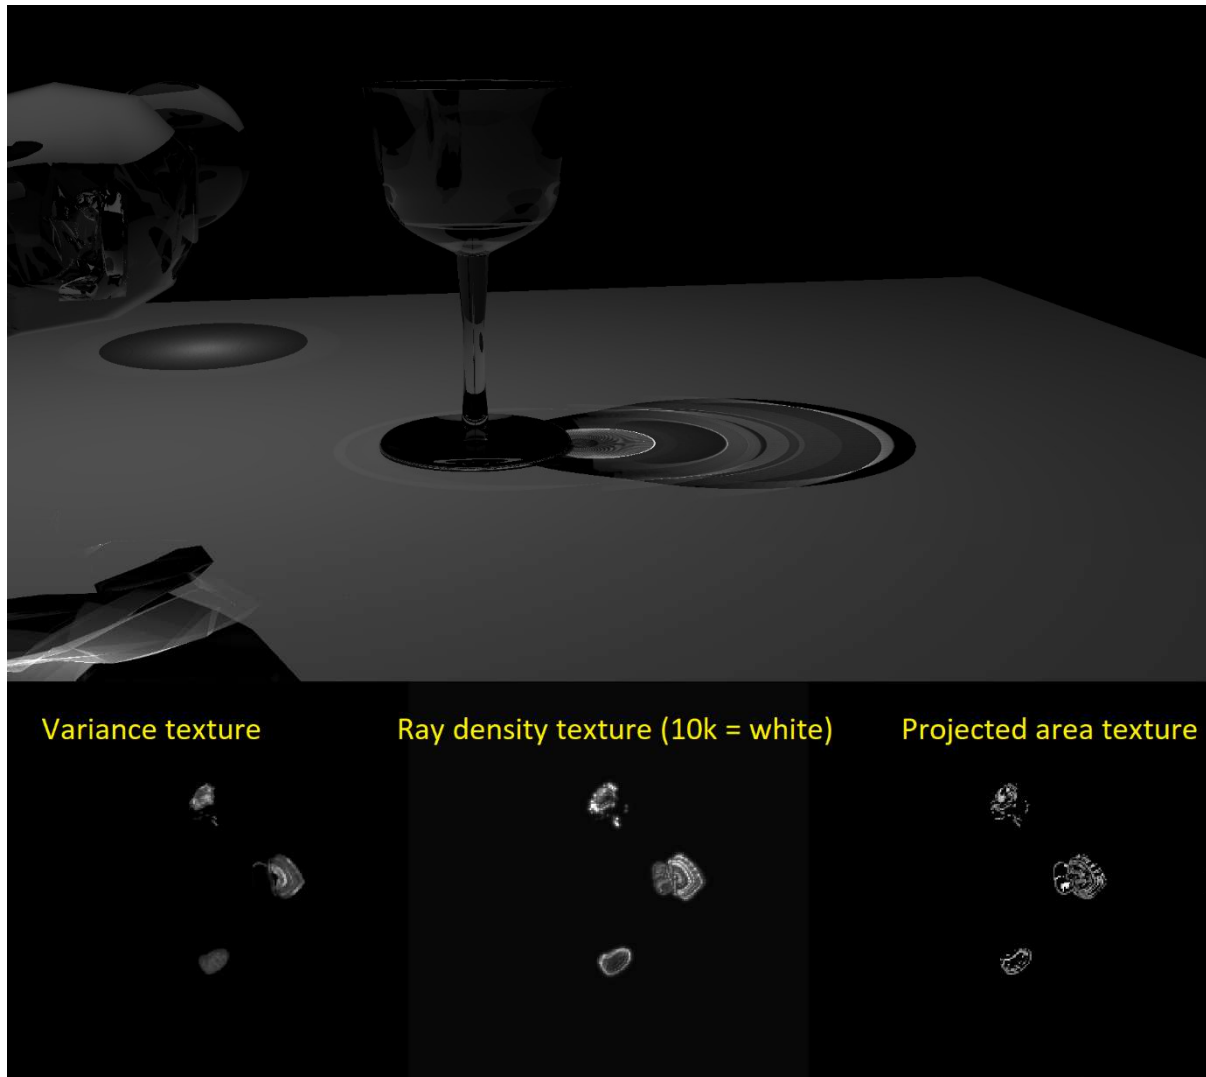 Variance texture
Ray density texture (10k = white)
Projected area texture